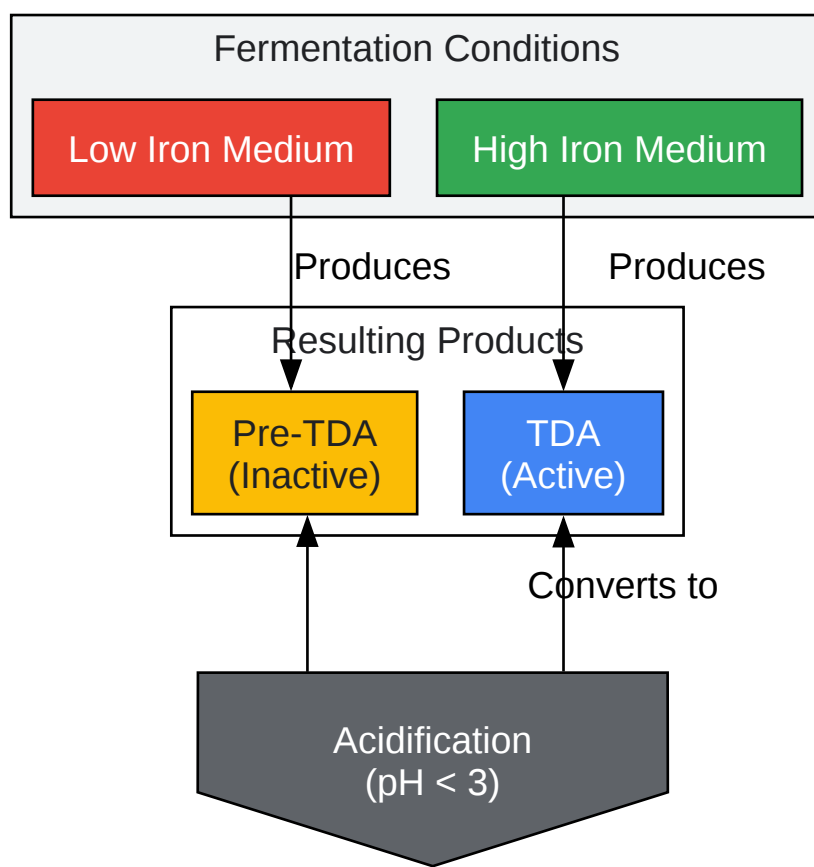 Fermentation Conditions
Low Iron Medium
High Iron Medium
Produces
Produces
Resulting Products
Pre-TDA
(Inactive)
TDA
(Active)
Converts to
Acidification
(pH < 3)